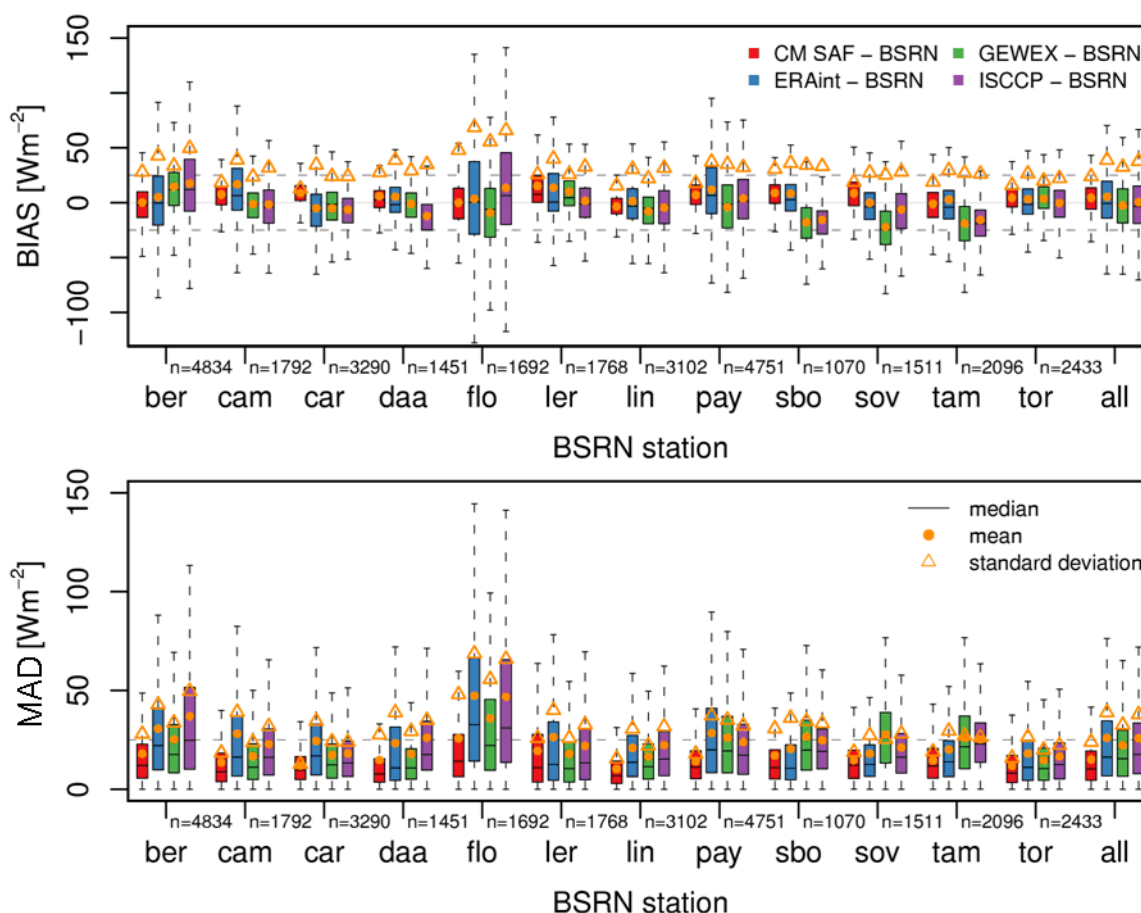 150
CM SAF − BSRN
GEWEX − BSRN
ERAint − BSRN
ISCCP − BSRN
50
0
−100
BIAS [Wm−2]
n=4834 n=1792 n=3290 n=1451 n=1692 n=1768 n=3102 n=4751 n=1070 n=1511 n=2096 n=2433
ber cam car daa flo ler lin pay sbo sov tam tor all
BSRN station
150
median
mean
standard deviation
100
50
0
MAD [Wm−2]
n=4834 n=1792 n=3290 n=1451 n=1692 n=1768 n=3102 n=4751 n=1070 n=1511 n=2096 n=2433
ber cam car daa flo ler lin pay sbo sov tam tor all
BSRN station